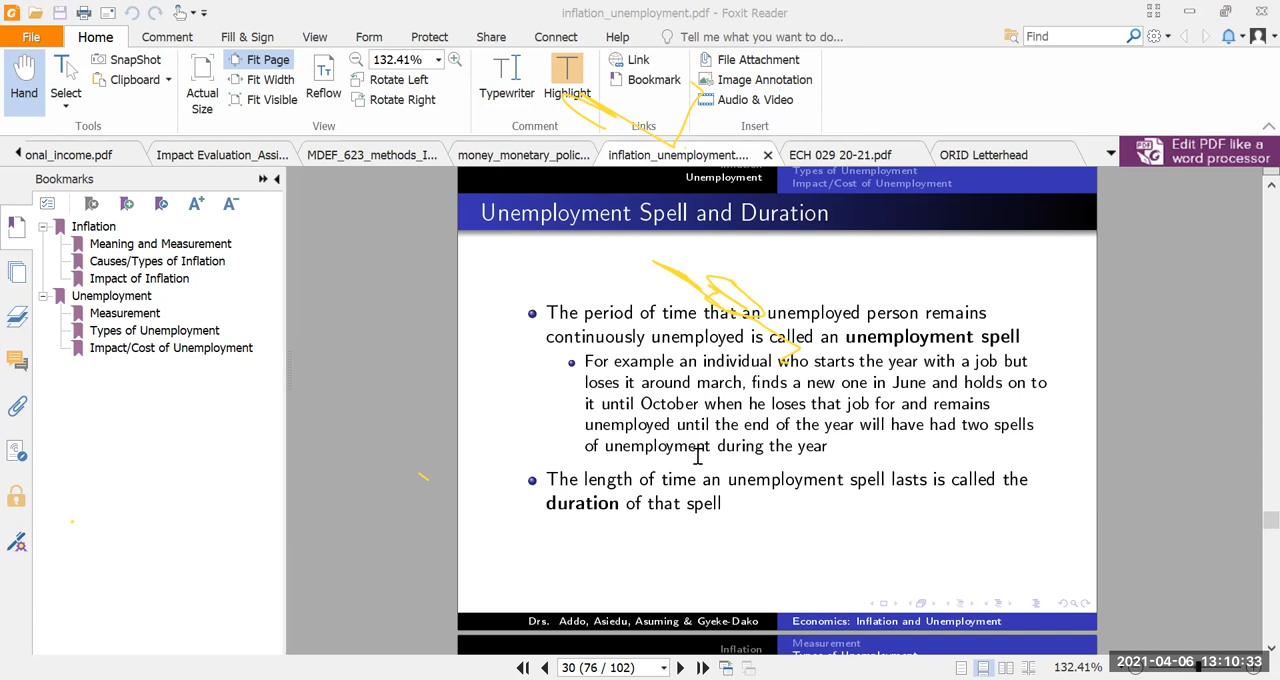 inflation_unemployment.pdf - Foxit Reader
File Home Comment Fill & Sign View Form Protect Share Connect Help Tell me what you want to do... Find
Hand Select SnapShot Clipboard Actual Size Fit Page Fit Width Fit Visible Reflow 132.41% Rotate Left Rotate Right Typewriter Highlight Link Bookmark File Attachment Image Annotation Audio & Video
Tools View Comment Links Insert
onal_income.pdf Impact Evaluation_Assi... MDEF_623_methods_I... money_monetary_polic... inflation_unemployment.... ECH 029 20-21.pdf ORID Letterhead Edit PDF like a word processor
Bookmarks
Inflation
Meaning and Measurement
Causes/Types of Inflation
Impact of Inflation
Unemployment
Measurement
Types of Unemployment
Impact/Cost of Unemployment
Unemployment
Types of Unemployment
Impact/Cost of Unemployment
Unemployment Spell and Duration
The period of time that an unemployed person remains
continuously unemployed is called an unemployment spell
For example an individual who starts the year with a job but
loses it around march, finds a new one in June and holds on to
it until October when he loses that job for and remains
unemployed until the end of the year will have had two spells
of unemployment during the year
The length of time an unemployment spell lasts is called the
duration of that spell
Drs. Addo, Asiedu, Asuming & Gyeke-Dako Economics: Inflation and Unemployment
Inflation
Measurement
30 (76 / 102) 132.41%
2021-04-06 13:10:33